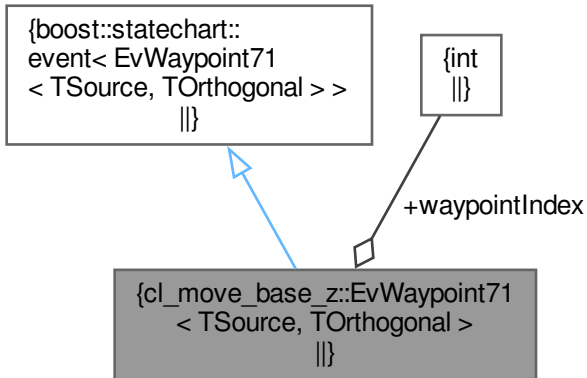 {boost::statechart::
event< EvWaypoint71
< TSource, TOrthogonal > >
||}
{int
||}
+waypointIndex
{cl_move_base_z::EvWaypoint71
< TSource, TOrthogonal >
||}